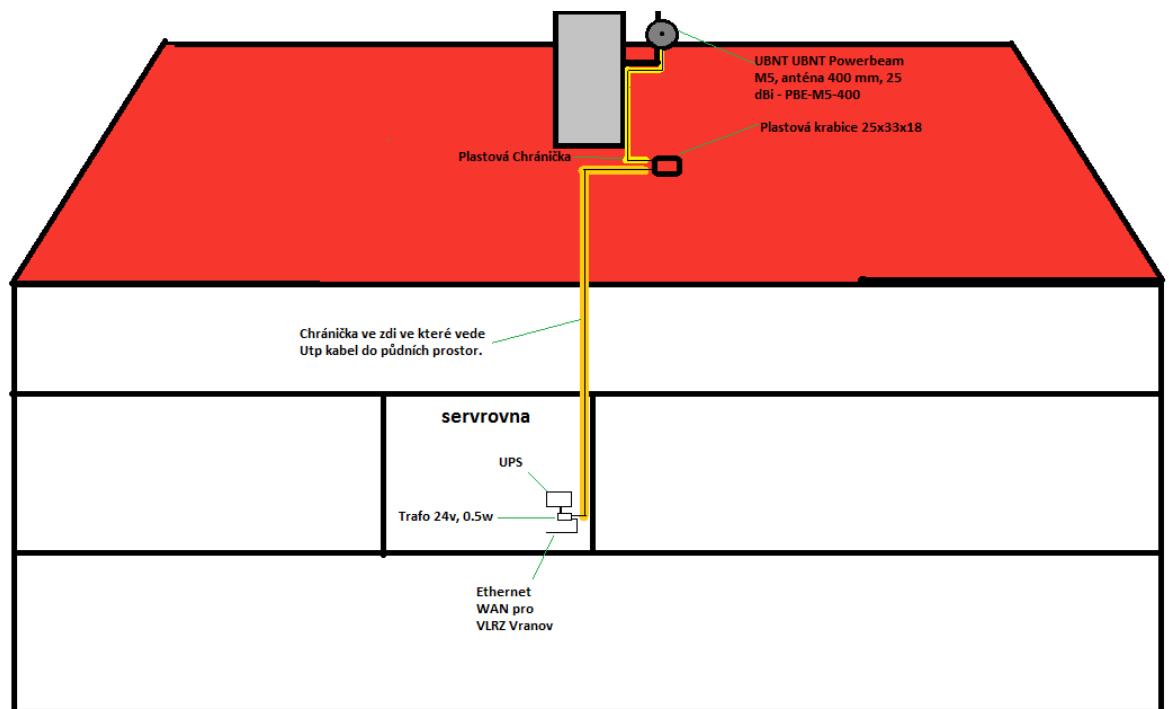 UBNT UBNT Powerbeam
M5, anténa 400 mm, 25
dBi - PBE-M5-400
Plastová krabice 25x33x18
Plastová Chránička
Chránička ve zdi ve které vede
Utp kabel do půdních prostor.
servrovna
UPS
Trafo 24v, 0.5w
Ethernet
WAN pro
VLRZ Vranov